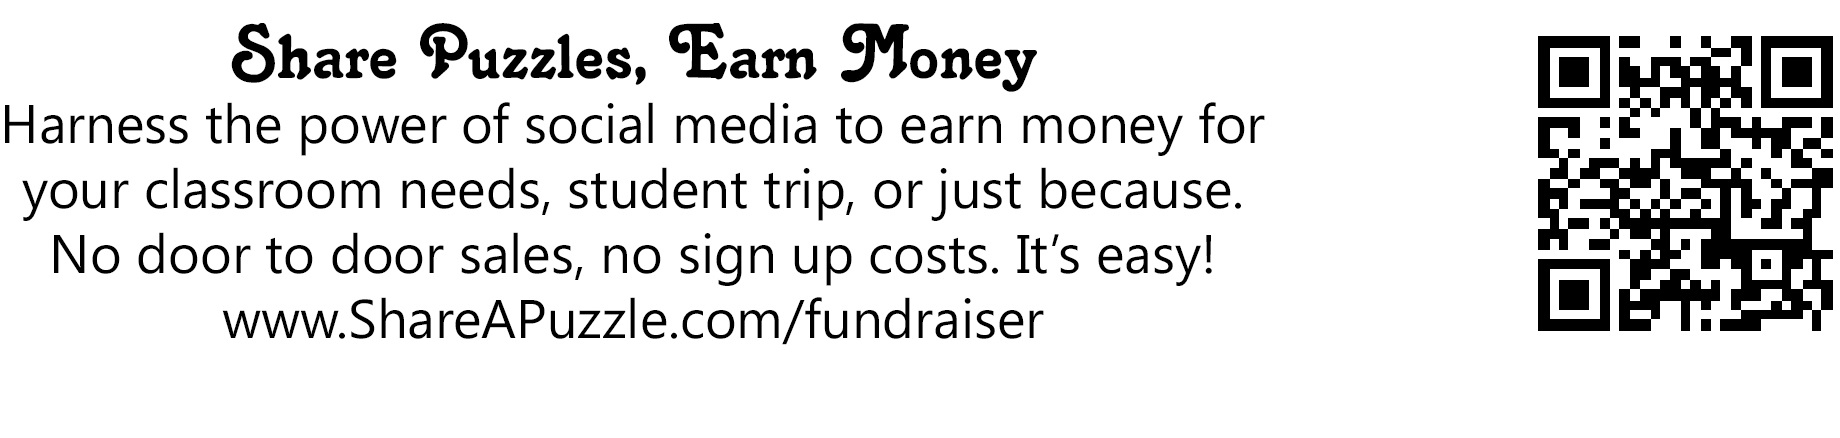 Share Puzzles, Earn Money
Harness the power of social media to earn money for
your classroom needs, student trip, or just because.
No door to door sales, no sign up costs. It’s easy!
www.ShareAPuzzle.com/fundraiser